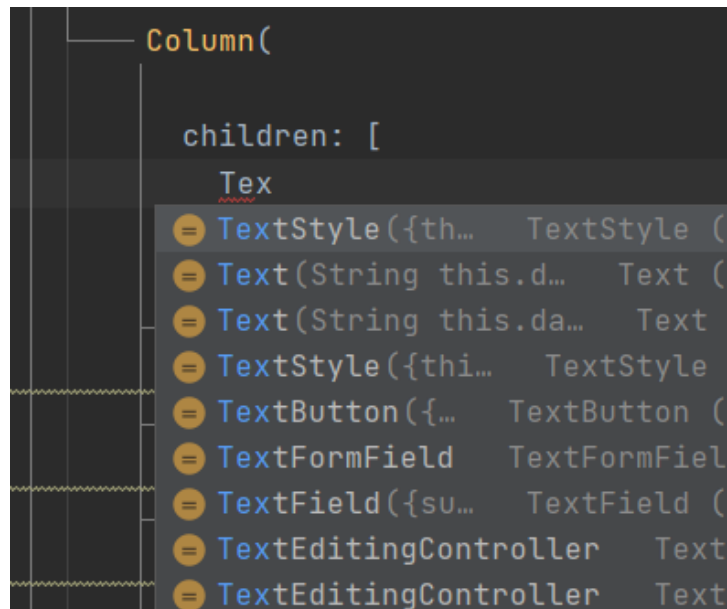 Column(
children: [
Tex
= TextStyle({th… TextStyle (
= Text(String this.d… Text (
= Text(String this.da… Text
= TextStyle({thi… TextStyle
= TextButton({… TextButton (
= TextFormField TextFormFiel
= TextField({su… TextField (
= TextEditingController Text
= TextEditingController Text